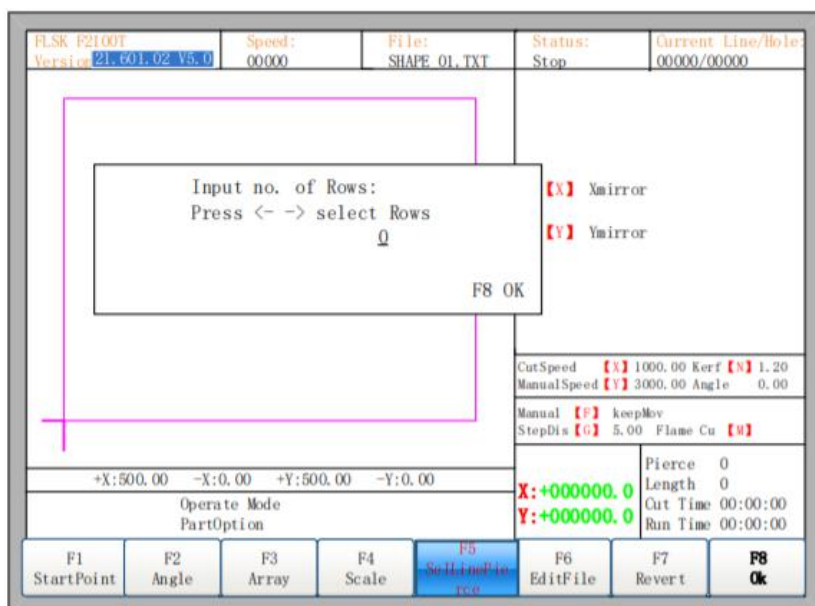 FLSK F2100T Speed: File: Status: Current Line/Hole:
Version 21.601.02 V5.0 00000 SHAPE 01.TXT Stop 00000/00000
Input no. of Rows:
Press <- -> select Rows
0
F8 OK
【X】 Xmirror
【Y】 Ymirror
CutSpeed 【X】 1000.00 Kerf 【N】 1.20
ManualSpeed 【Y】 3000.00 Angle 0.00
Manual 【F】 keepMov
StepDis 【G】 5.00 Flame Cu 【M】
+X:500.00 -X:0.00 +Y:500.00 -Y:0.00
Operate Mode
PartOption
X:+000000.0
Y:+000000.0
Pierce 0
Length 0
Cut Time 00:00:00
Run Time 00:00:00
F1 StartPoint
F2 Angle
F3 Array
F4 Scale
F5 SelLinePie
rce
F6 EditFile
F7 Revert
F8 Ok